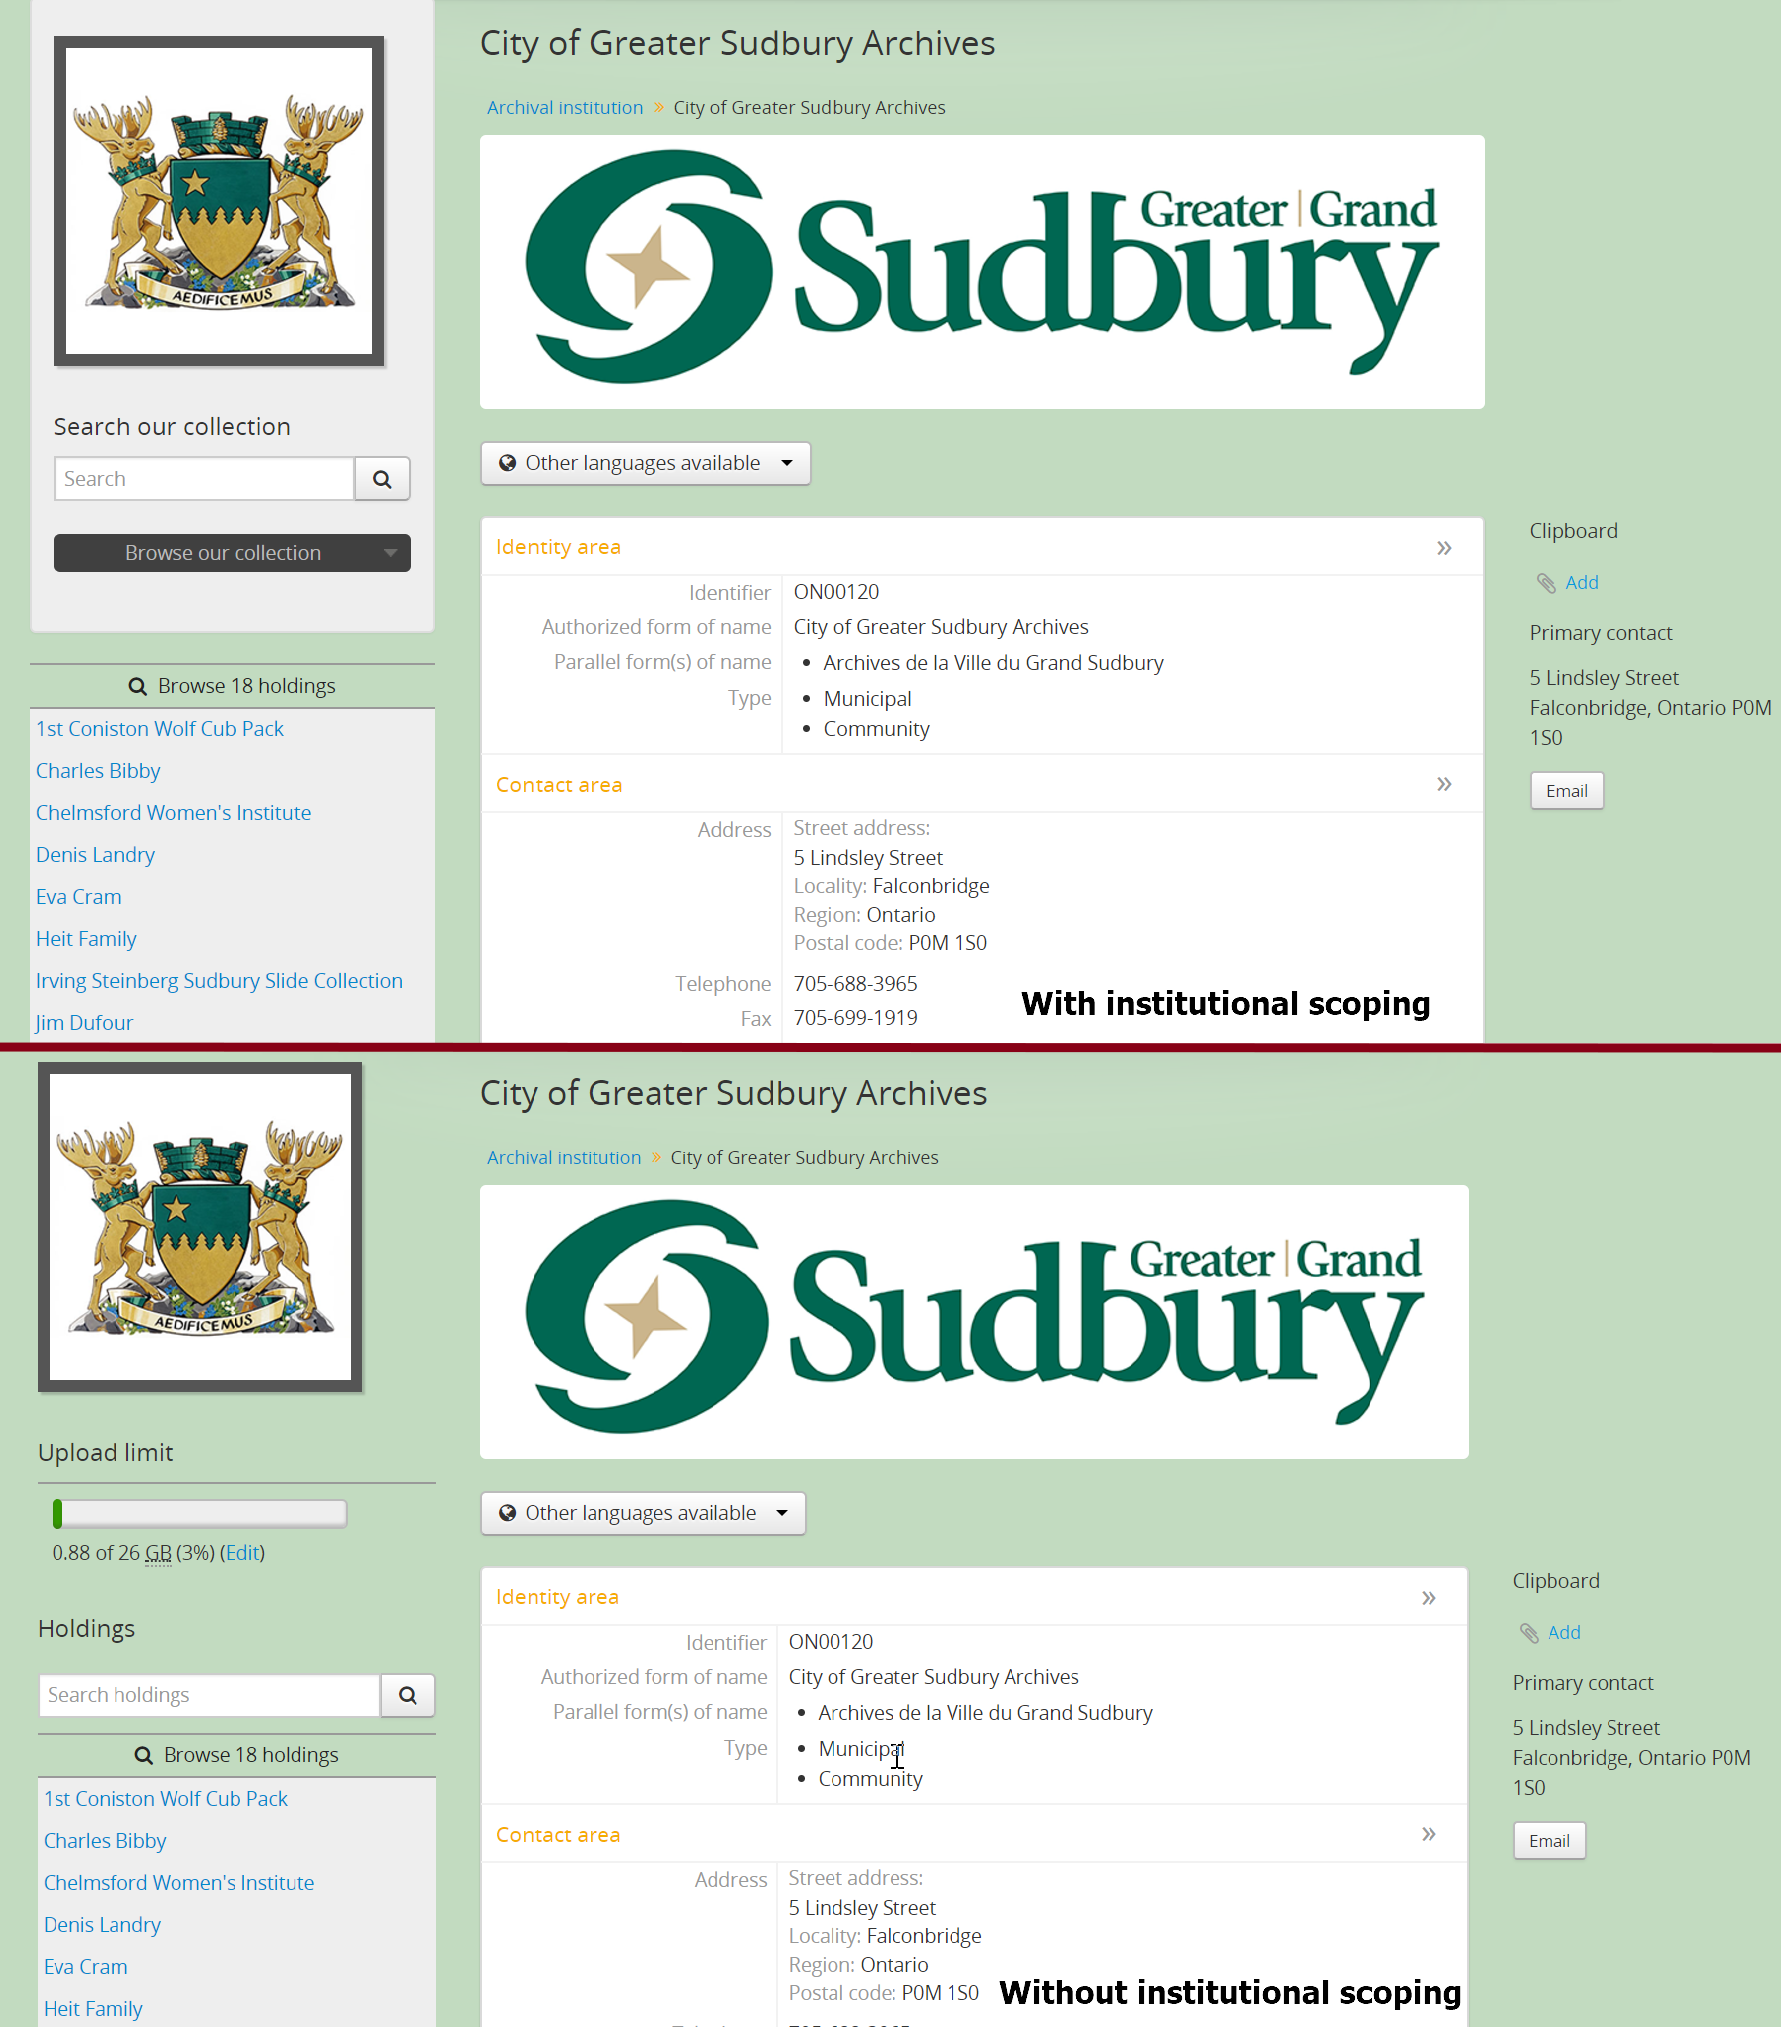 AEDIFICEMUS
Search our collection
Search
Browse our collection
Browse 18 holdings
1st Coniston Wolf Cub Pack
Charles Bibby
Chelmsford Women's Institute
Denis Landry
Eva Cram
Heit Family
Irving Steinberg Sudbury Slide Collection
Jim Dufour
City of Greater Sudbury Archives
Archival institution » City of Greater Sudbury Archives
Greater | Grand
Sudbury
Other languages available
Identity area »
Identifier ON00120
Authorized form of name City of Greater Sudbury Archives
Parallel form(s) of name • Archives de la Ville du Grand Sudbury
Type • Municipal
• Community
Contact area »
Address Street address:
5 Lindsley Street
Locality: Falconbridge
Region: Ontario
Postal code: P0M 1S0
Telephone 705-688-3965
Fax 705-699-1919
With institutional scoping
Clipboard
Add
Primary contact
5 Lindsley Street
Falconbridge, Ontario P0M
1S0
Email
AEDIFICEMUS
Upload limit
0.88 of 26 GB (3%) (Edit)
Holdings
Search holdings
Browse 18 holdings
1st Coniston Wolf Cub Pack
Charles Bibby
Chelmsford Women's Institute
Denis Landry
Eva Cram
Heit Family
City of Greater Sudbury Archives
Archival institution » City of Greater Sudbury Archives
Greater | Grand
Sudbury
Other languages available
Identity area »
Identifier ON00120
Authorized form of name City of Greater Sudbury Archives
Parallel form(s) of name • Archives de la Ville du Grand Sudbury
Type • Municipal
• Community
Contact area »
Address Street address:
5 Lindsley Street
Locality: Falconbridge
Region: Ontario
Postal code: P0M 1S0
Without institutional scoping
Clipboard
Add
Primary contact
5 Lindsley Street
Falconbridge, Ontario P0M
1S0
Email